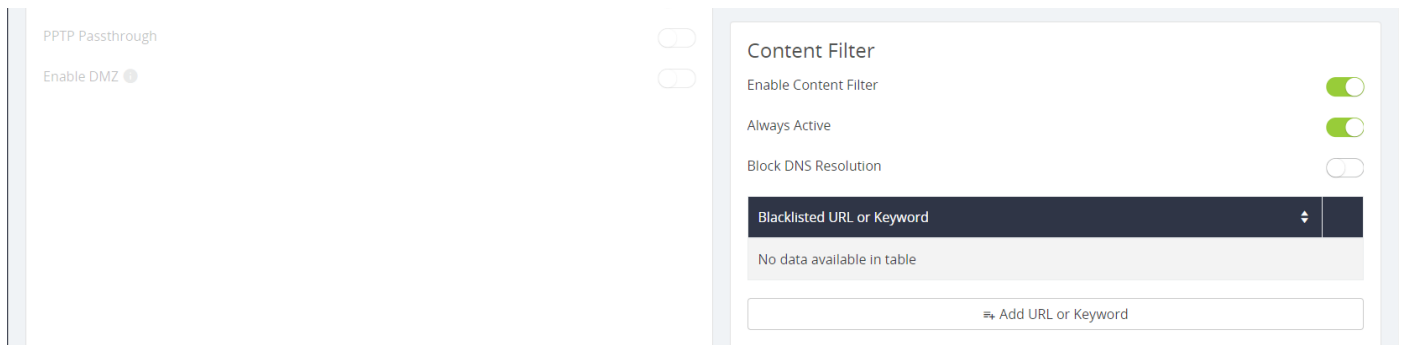 PPTP Passthrough
Enable DMZ
Content Filter
Enable Content Filter
Always Active
Block DNS Resolution
Blacklisted URL or Keyword
No data available in table
Add URL or Keyword